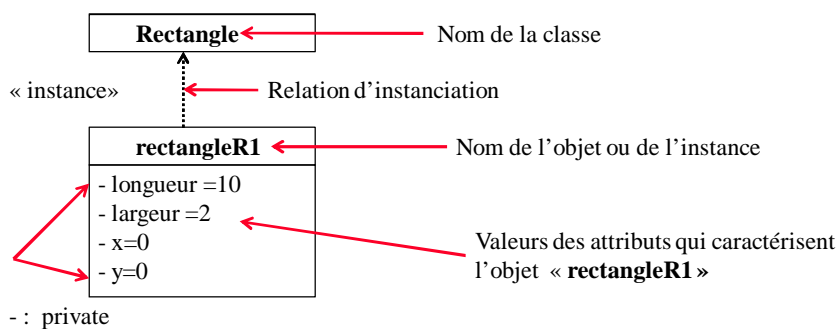 Rectangle
Nom de la classe
« instance»
Relation d’instanciation
rectangleR1
Nom de l’objet ou de l’instance
- longueur =10
- largeur =2
- x=0
- y=0
Valeurs des attributs qui caractérisent
l’objet « rectangleR1 »
- : private